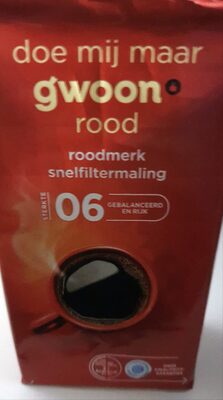 doe mij maar
gwoon
rood
roodmerk
snelfiltermaling
STERKTE
06
GEBALANCEERD
EN RIJK